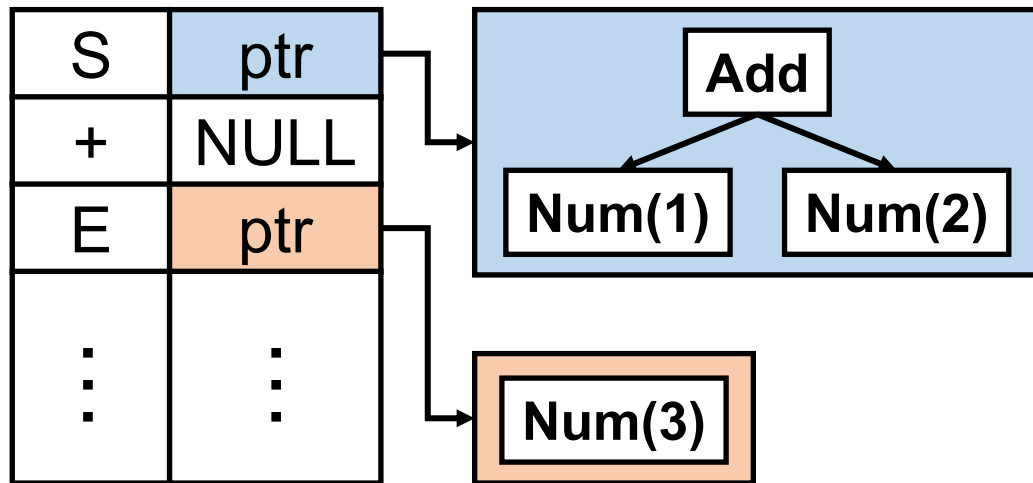 S ptr
+ NULL
E ptr
⋮ ⋮
Add
Num(1) Num(2)
Num(3)